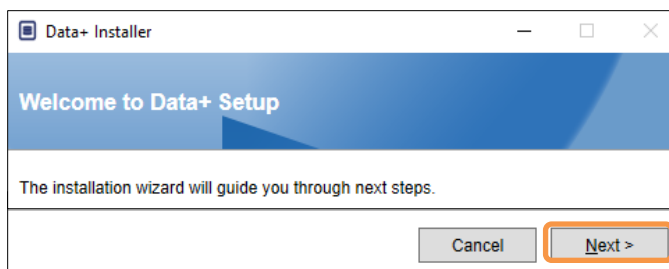 Data+ Installer
Welcome to Data+ Setup
The installation wizard will guide you through next steps.
Cancel Next >